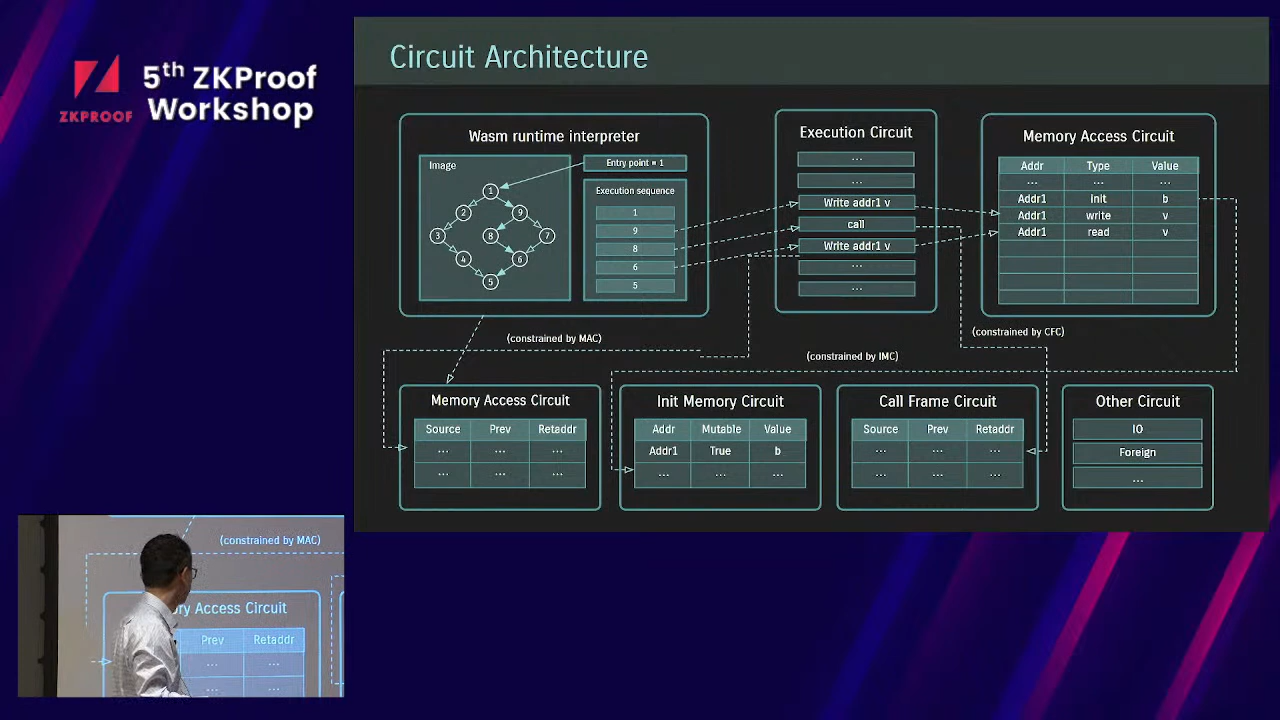 ZKPROOF
5th ZKProof
Workshop
Circuit Architecture
Wasm runtime interpreter
Image
1
2
9
3
8
7
4
6
5
Entry point = 1
Execution sequence
1
9
8
6
5
Execution Circuit
...
...
Write addr1 v
call
Write addr1 v
...
...
Memory Access Circuit
Addr Type Value
... ... ...
Addr1 init b
Addr1 write v
Addr1 read v
(constrained by MAC)
(constrained by IMC)
(constrained by CFC)
Memory Access Circuit
Source Prev Retaddr
... ... ...
... ... ...
Init Memory Circuit
Addr Mutable Value
Addr1 True b
... ... ...
Call Frame Circuit
Source Prev Retaddr
... ... ...
... ... ...
Other Circuit
IO
Foreign
...
(constrained by MAC)
ry Access Circuit
Prev Retaddr
... ...
... ...